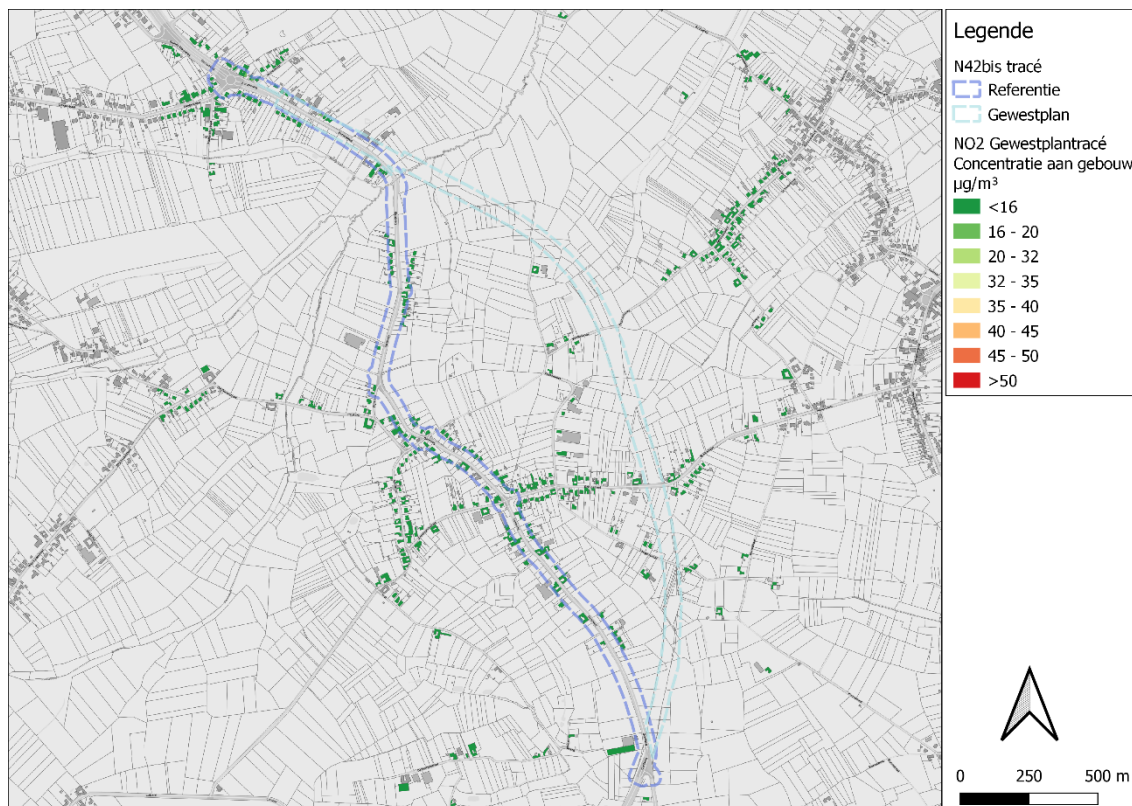 Legende
N42bis tracé
Referentie
Gewestplan
NO2 Gewestplantracé
Concentratie aan gebouw
µg/m³
<16
16 - 20
20 - 32
32 - 35
35 - 40
40 - 45
45 - 50
>50
0 250 500 m